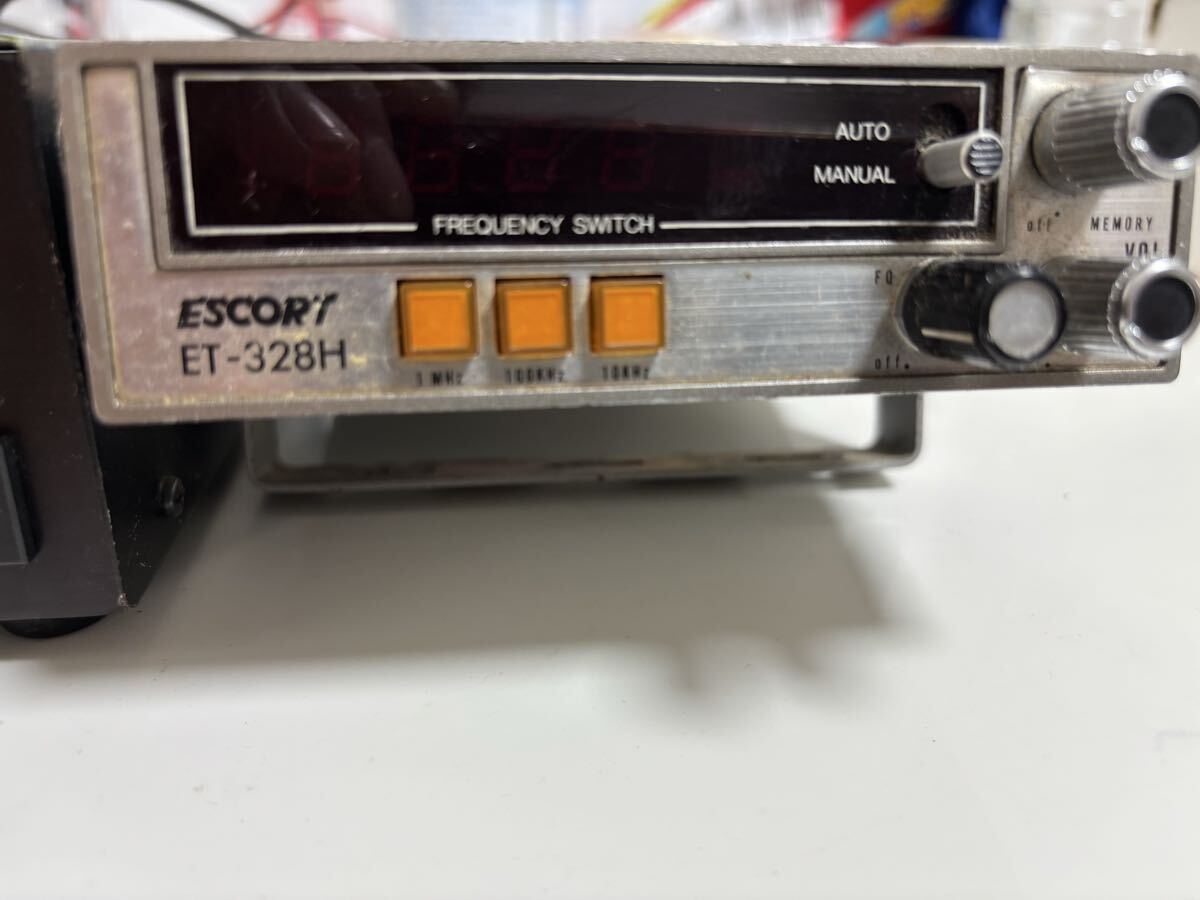 AUTO
MANUAL
FREQUENCY SWITCH
off
MEMORY
VOL
ESCORT
ET-328H
1 MHz
100KHz
10KHz
FQ
off